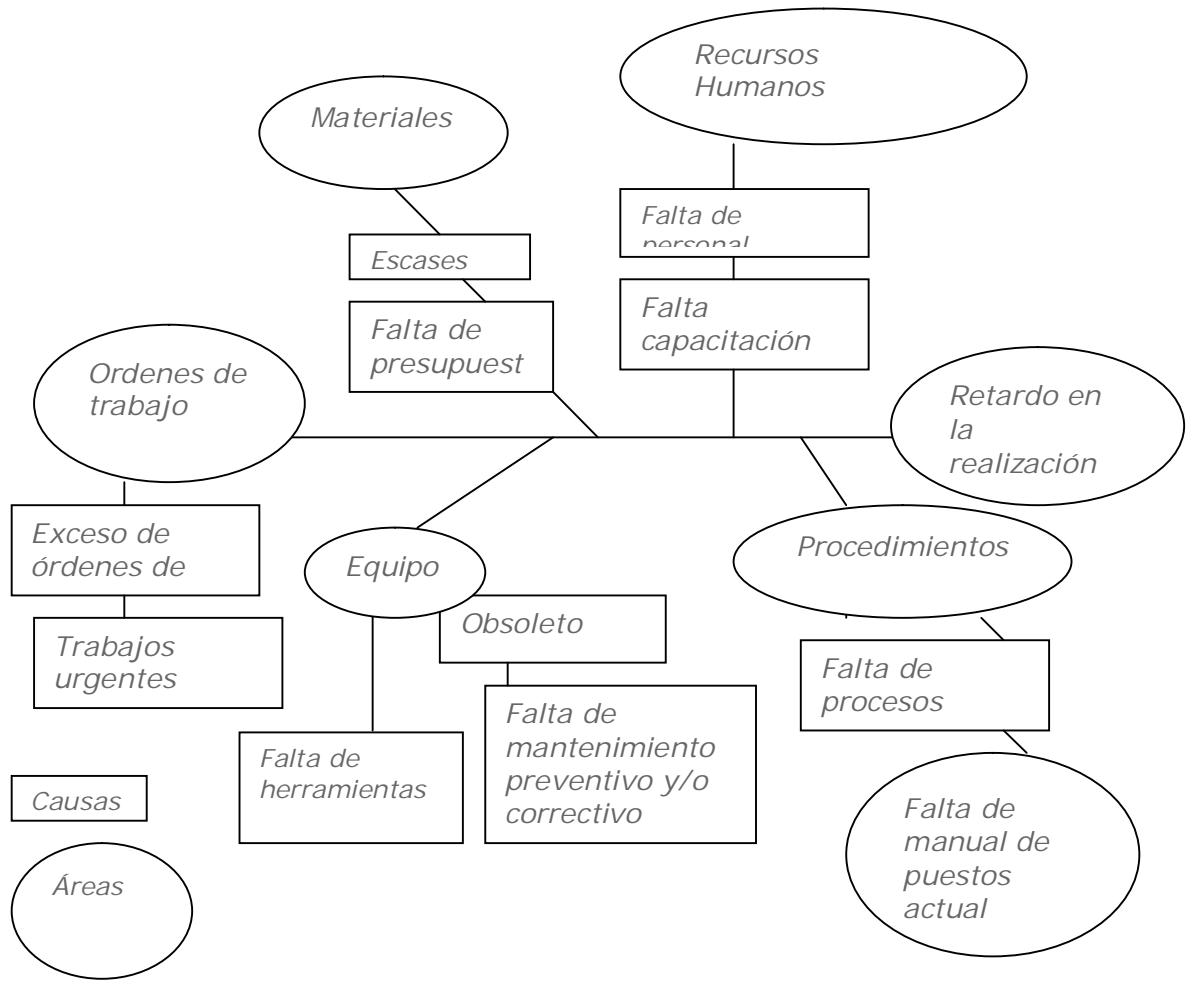 Recursos
Humanos
Materiales
Falta de
personal
Escases
Falta
capacitación
Falta de
presupuest
Ordenes de
trabajo
Retardo en
la
realización
Exceso de
órdenes de
Equipo
Procedimientos
Obsoleto
Trabajos
urgentes
Falta de
procesos
Falta de
mantenimiento
preventivo y/o
correctivo
Falta de
herramientas
Causas
Falta de
manual de
puestos
actual
Áreas